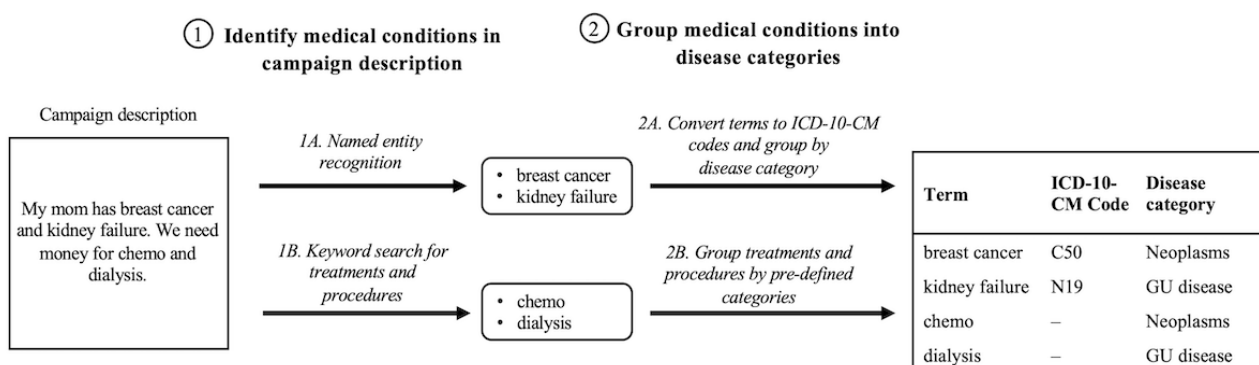 ① Identify medical conditions in
campaign description
② Group medical conditions into
disease categories
Campaign description
My mom has breast cancer
and kidney failure. We need
money for chemo and
dialysis.
1A. Named entity
recognition
• breast cancer
• kidney failure
2A. Convert terms to ICD-10-CM
codes and group by
disease category
1B. Keyword search for
treatments and
procedures
• chemo
• dialysis
2B. Group treatments and
procedures by pre-defined
categories
Term ICD-10-CM Code Disease category
breast cancer C50 Neoplasms
kidney failure N19 GU disease
chemo – Neoplasms
dialysis – GU disease